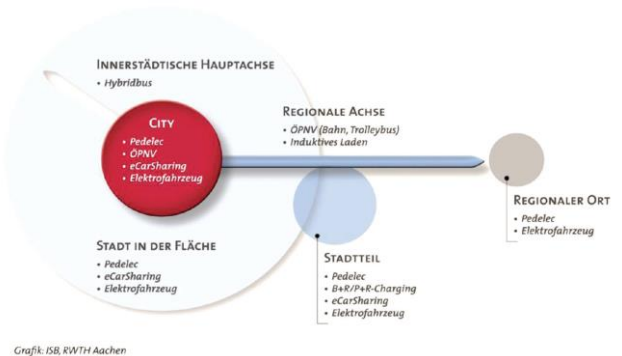 INNERSTÄDTISCHE HAUPTACHSE
• Hybridbus
CITY
• Pedelec
• ÖPNV
• eCarSharing
• Elektrofahrzeug
REGIONALE ACHSE
• ÖPNV (Bahn, Trolleybus)
• Induktives Laden
REGIONALER ORT
• Pedelec
• Elektrofahrzeug
STADT IN DER FLÄCHE
• Pedelec
• eCarSharing
• Elektrofahrzeug
STADTTEIL
• Pedelec
• B+R/P+R-Charging
• eCarSharing
• Elektrofahrzeug
Grafik: ISB, RWTH Aachen